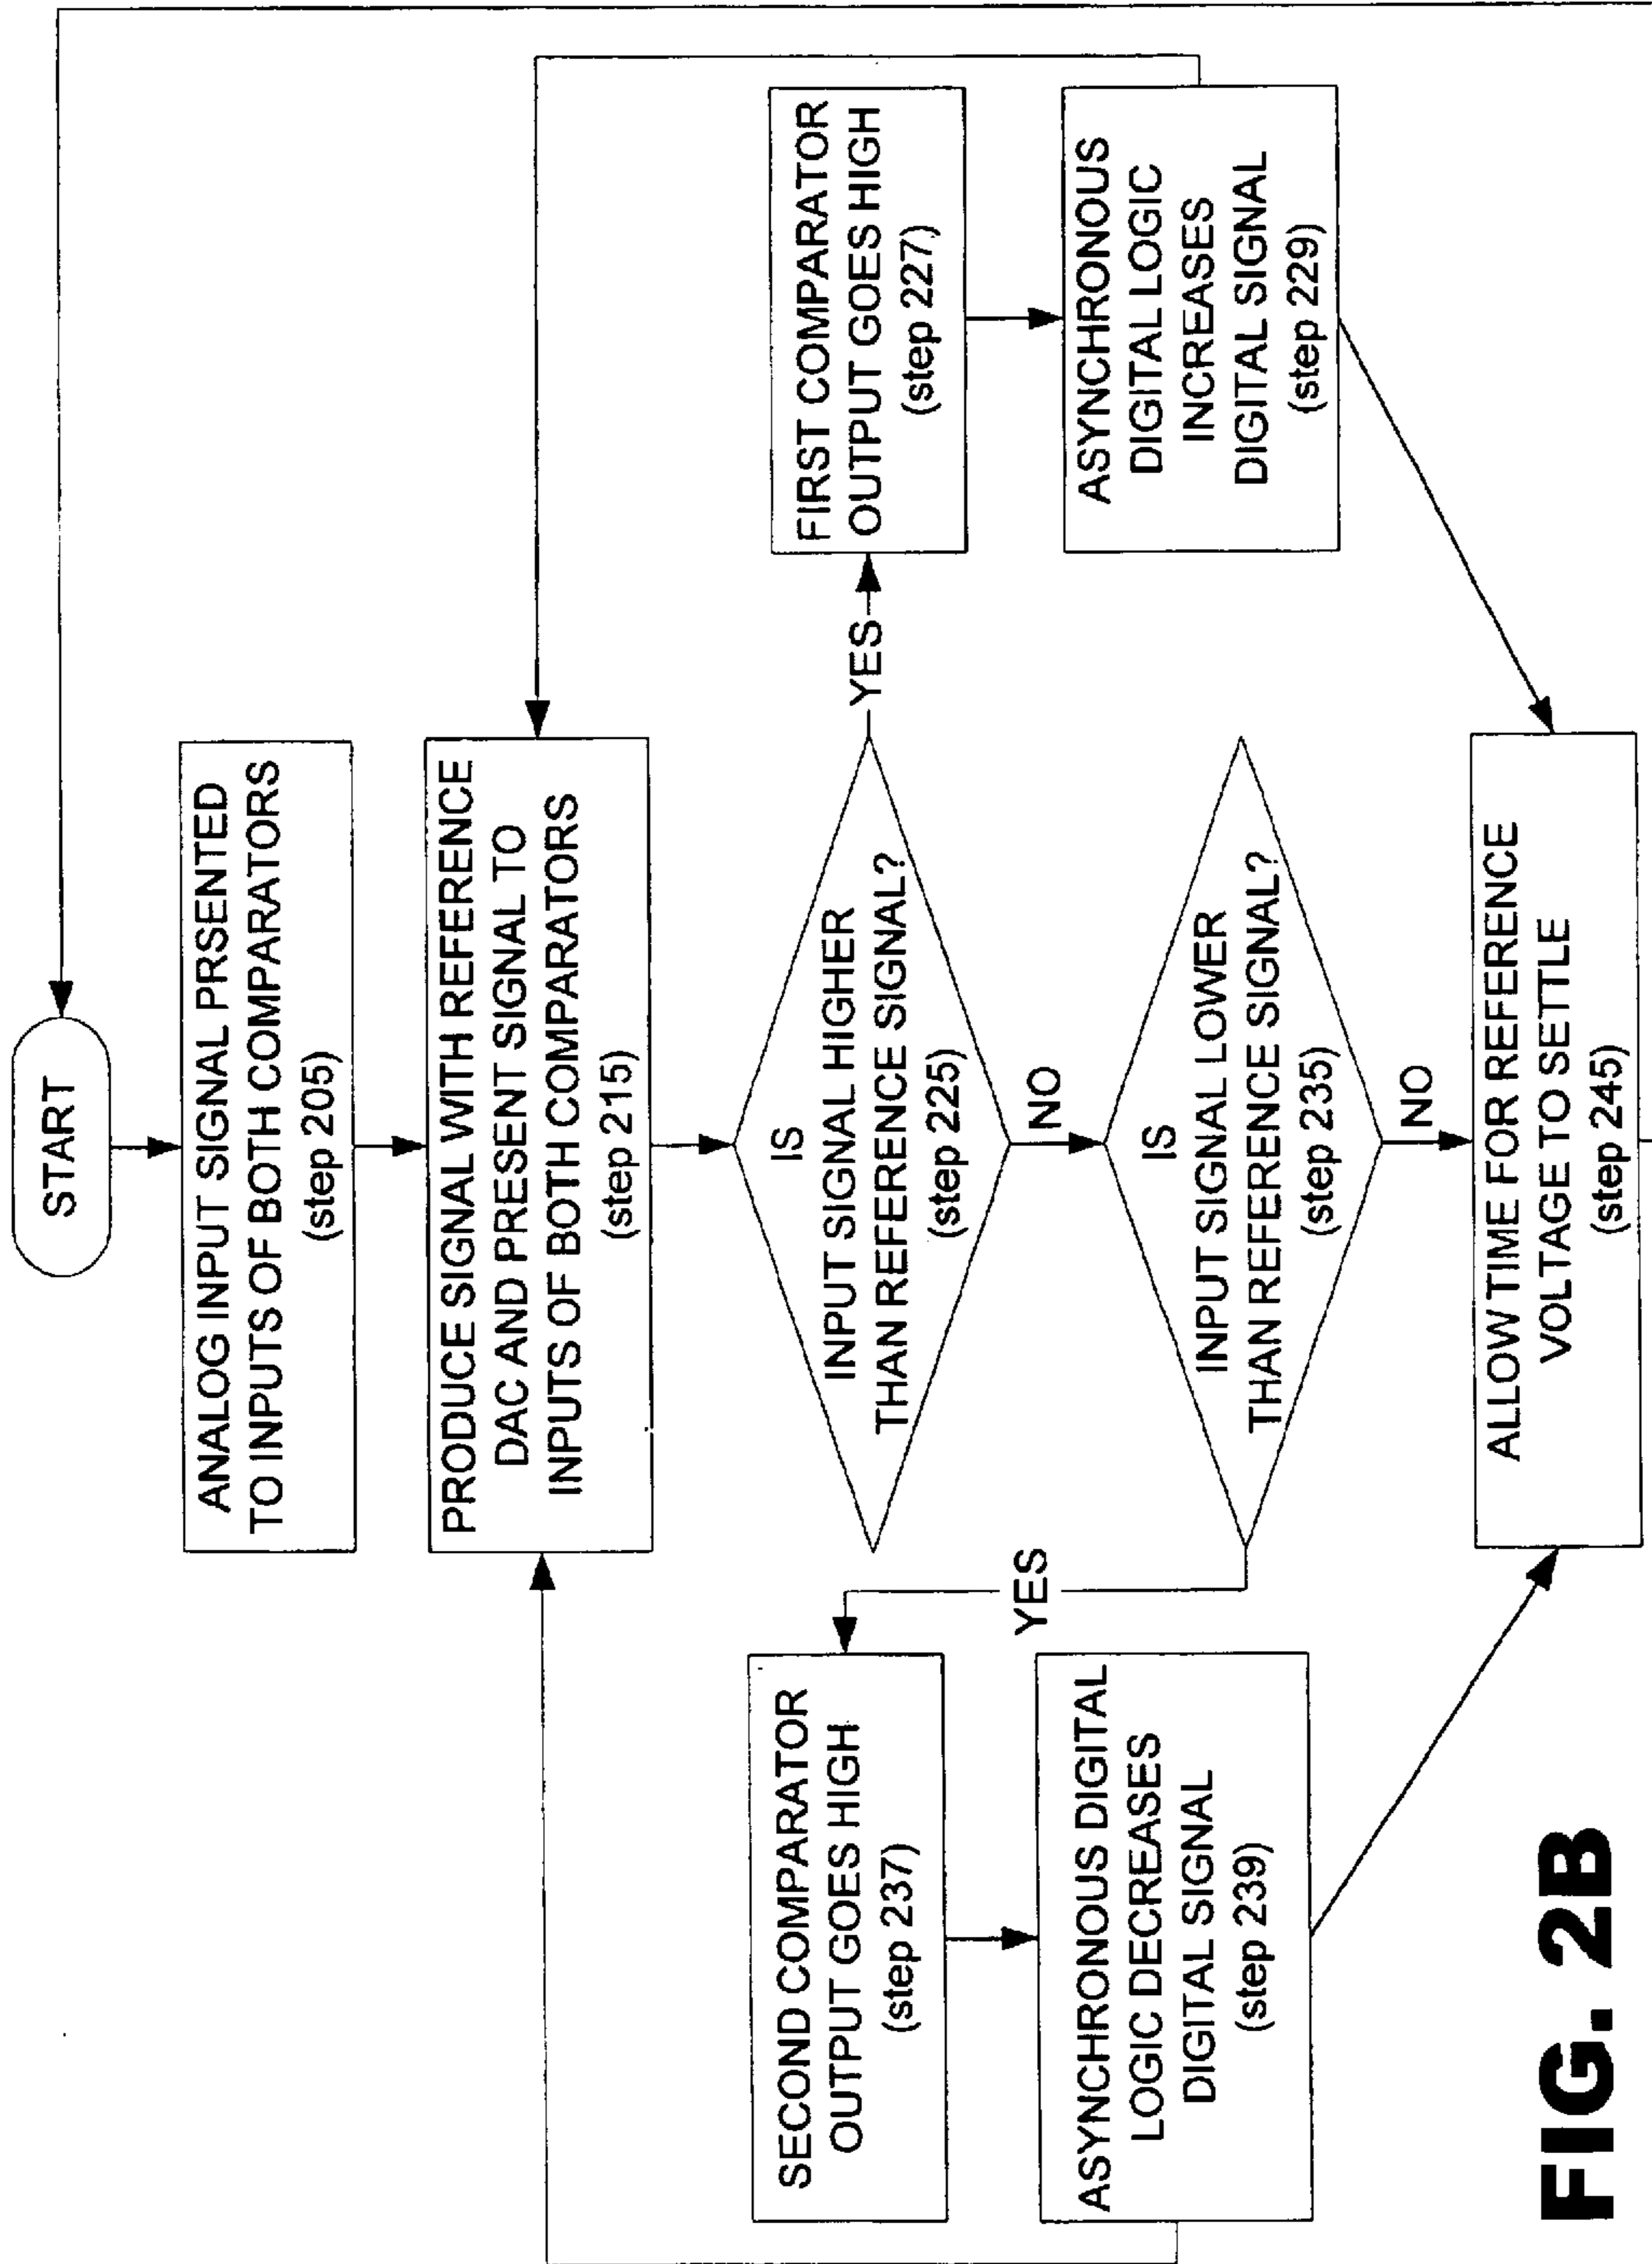 START
ANALOG INPUT SIGNAL PRSENTED
TO INPUTS OF BOTH COMPARATORS
(step 205)
PRODUCE SIGNAL WITH REFERENCE
DAC AND PRESENT SIGNAL TO
INPUTS OF BOTH COMPARATORS
(step 215)
IS
INPUT SIGNAL HIGHER
THAN REFERENCE SIGNAL?
(step 225)
YES
FIRST COMPARATOR
OUTPUT GOES HIGH
(step 227)
ASYNCHRONOUS
DIGITAL LOGIC
INCREASES
DIGITAL SIGNAL
(step 229)
NO
IS
INPUT SIGNAL LOWER
THAN REFERENCE SIGNAL?
(step 235)
YES
SECOND COMPARATOR
OUTPUT GOES HIGH
(step 237)
ASYNCHRONOUS DIGITAL
LOGIC DECREASES
DIGITAL SIGNAL
(step 239)
NO
ALLOW TIME FOR REFERENCE
VOLTAGE TO SETTLE
(step 245)
FIG. 2B